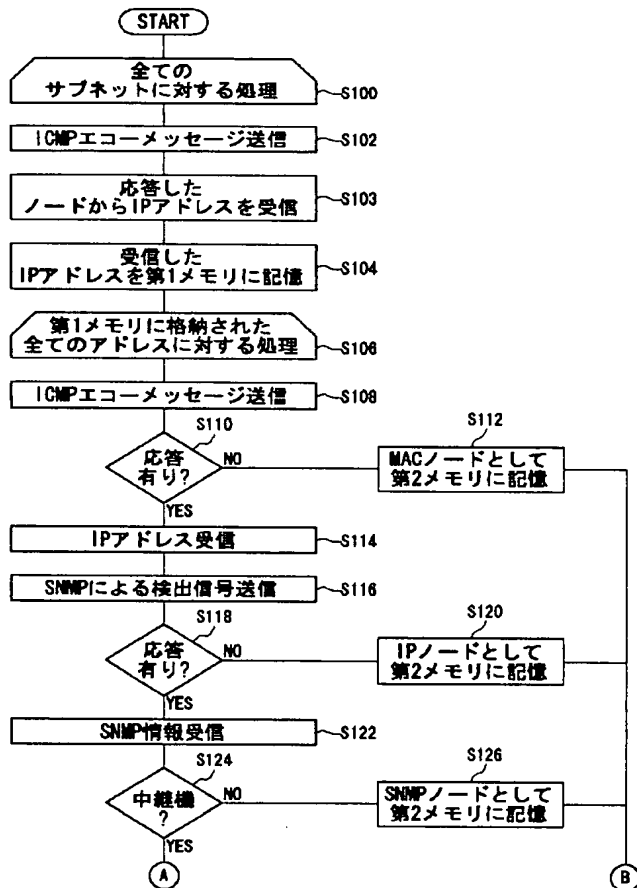 START
全ての
サブネットに対する処理
S100
ICMPエコーメッセージ送信
S102
応答した
ノードからIPアドレスを受信
S103
受信した
IPアドレスを第1メモリに記憶
S104
第1メモリに格納された
全てのアドレスに対する処理
S106
ICMPエコーメッセージ送信
S108
S110
応答
有り?
NO
S112
MACノードとして
第2メモリに記憶
YES
IPアドレス受信
S114
SNMPによる検出信号送信
S116
S118
応答
有り?
NO
S120
IPノードとして
第2メモリに記憶
YES
SNMP情報受信
S122
S124
中継機
?
NO
S126
SNMPノードとして
第2メモリに記憶
YES
A
B